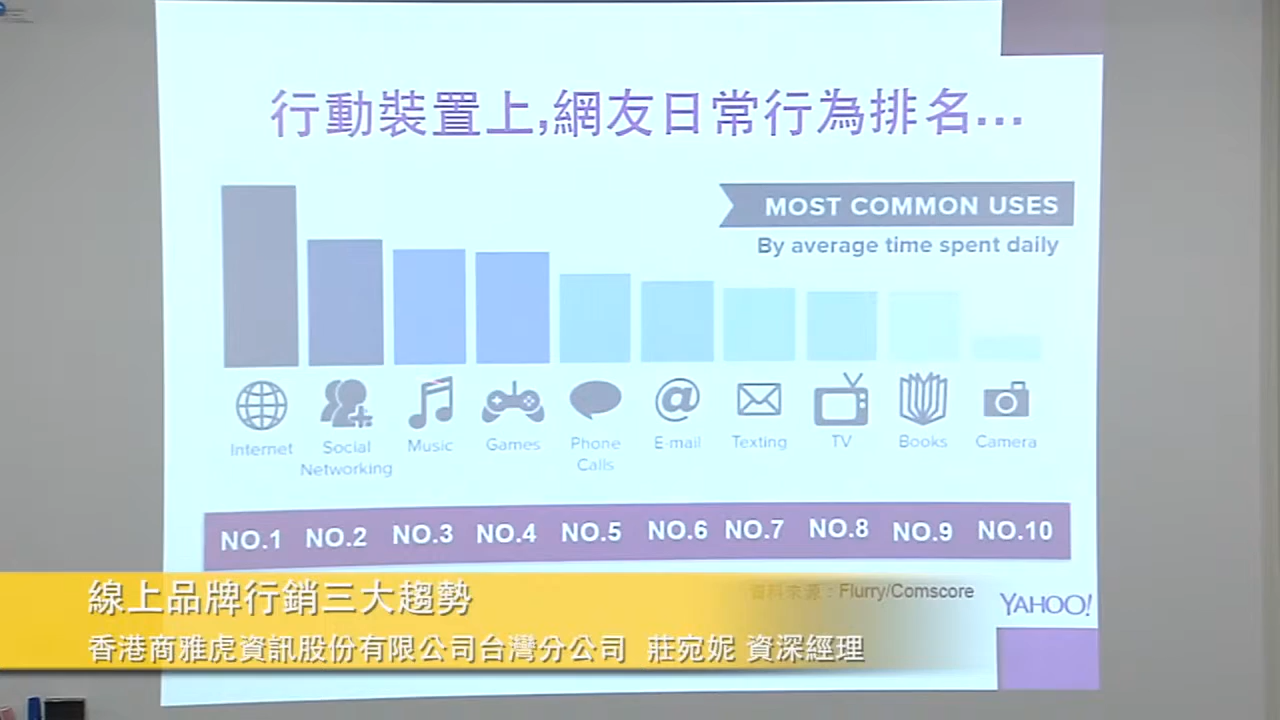 行動裝置上,網友日常行為排名...
MOST COMMON USES
By average time spent daily
Internet
Social
Networking
Music
Games
Phone
Calls
E-mail
Texting
TV
Books
Camera
NO.1 NO.2 NO.3 NO.4 NO.5 NO.6 NO.7 NO.8 NO.9 NO.10
資料來源：Flurry/Comscore
YAHOO!
線上品牌行銷三大趨勢
香港商雅虎資訊股份有限公司台灣分公司 莊宛妮 資深經理